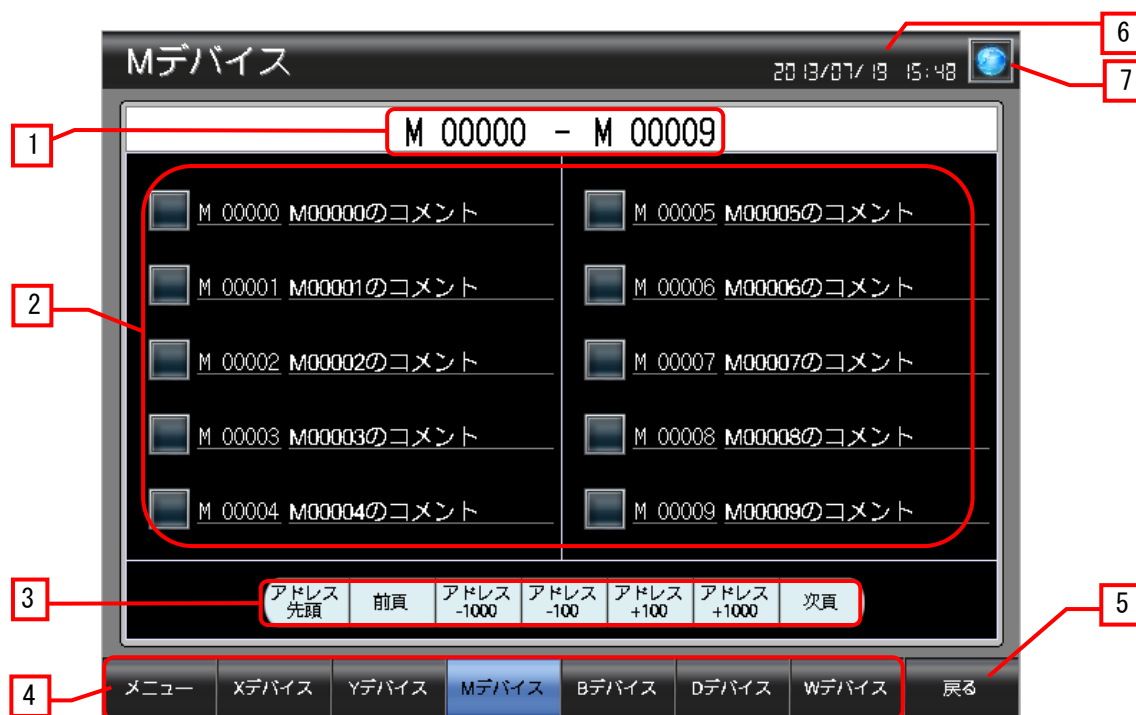 6
Mデバイス
2013/07/19 15:48
7
1
M 00000 - M 00009
M 00000 M00000のコメント
M 00005 M00005のコメント
2
M 00001 M00001のコメント
M 00006 M00006のコメント
M 00002 M00002のコメント
M 00007 M00007のコメント
M 00003 M00003のコメント
M 00008 M00008のコメント
M 00004 M00004のコメント
M 00009 M00009のコメント
3
アドレス
先頭
前頁
アドレス
-1000
アドレス
-100
アドレス
+100
アドレス
+1000
次頁
5
4
メニュー
Xデバイス
Yデバイス
Mデバイス
Bデバイス
Dデバイス
Wデバイス
戻る